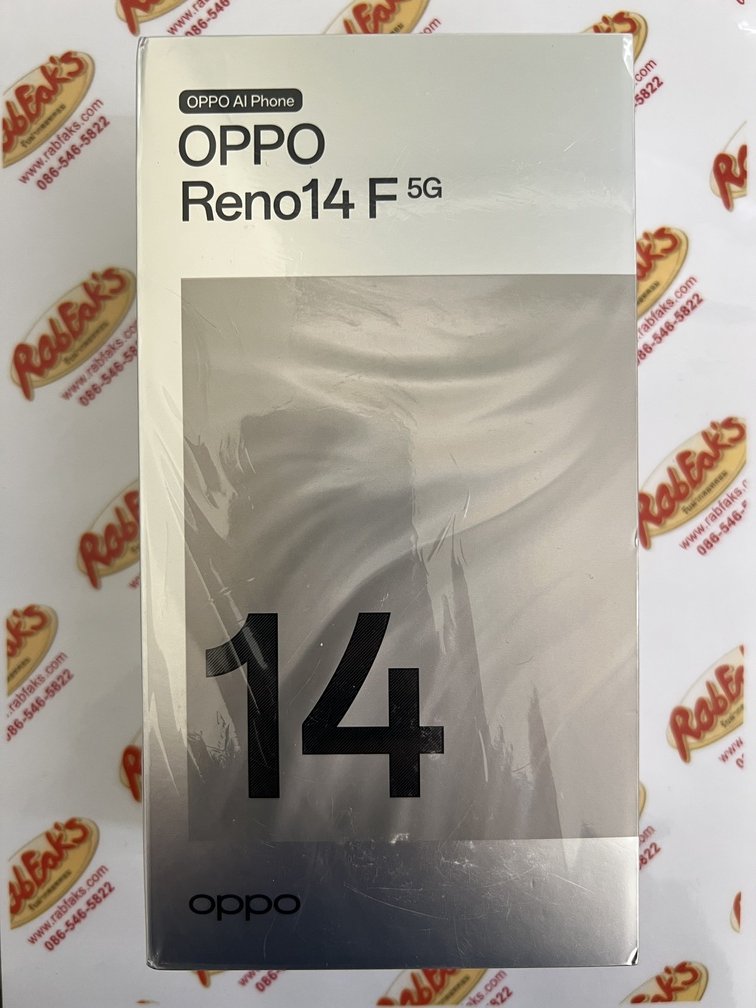 OPPO AI Phone
OPPO
Reno14 F 5G
14
oppo
RabFak's
www.rabfaks.com
086-546-5822